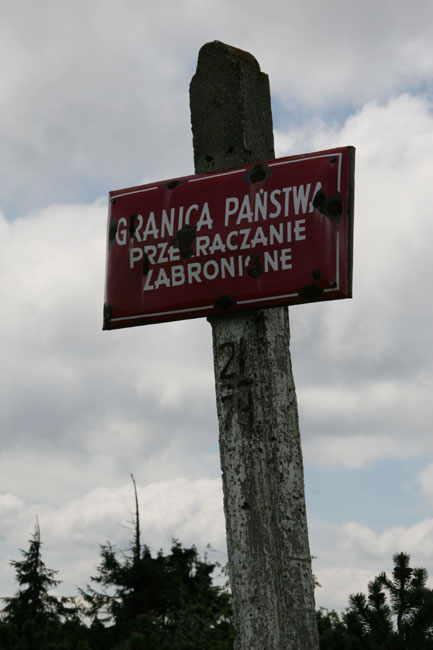 GRANICA PAŃSTWA
PRZEKRACZANIE
ZABRONIONE
21